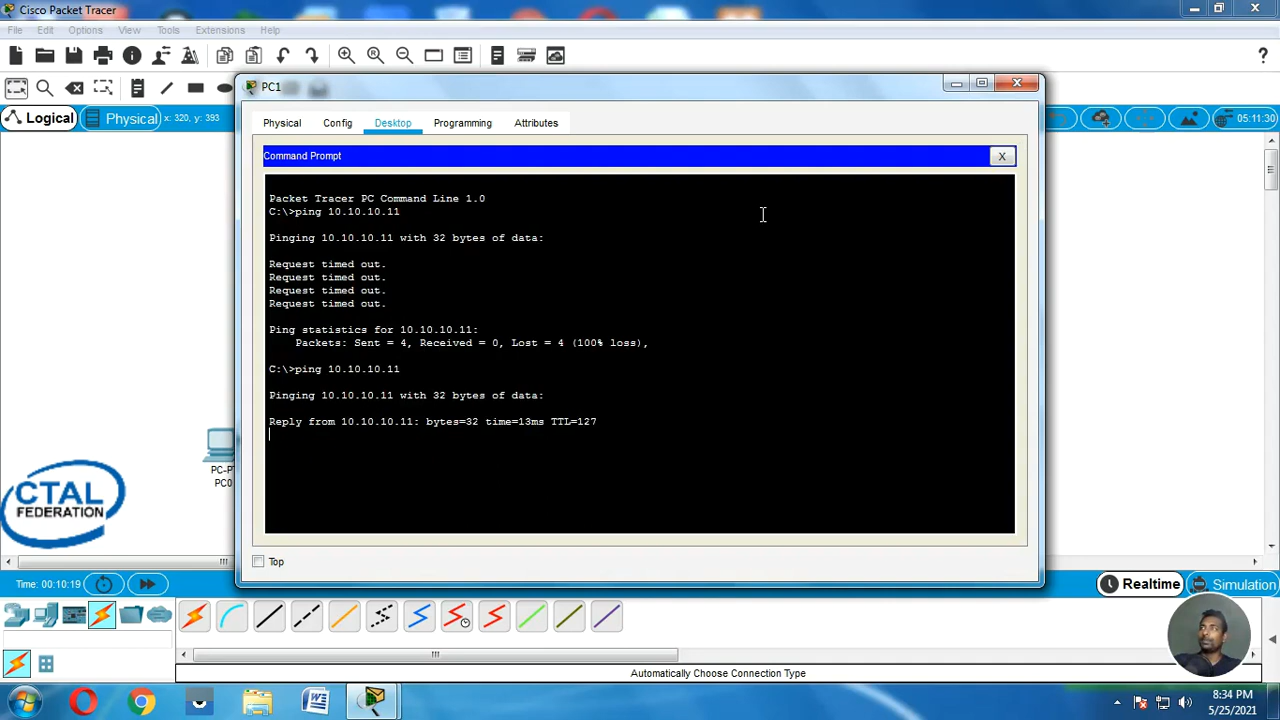 Cisco Packet Tracer
File Edit Options View Tools Extensions Help
Logical Physical x: 320, y: 393 05:11:30
PC1
Physical Config Desktop Programming Attributes
Command Prompt X
Packet Tracer PC Command Line 1.0
C:\>ping 10.10.10.11
Pinging 10.10.10.11 with 32 bytes of data:
Request timed out.
Request timed out.
Request timed out.
Request timed out.
Ping statistics for 10.10.10.11:
Packets: Sent = 4, Received = 0, Lost = 4 (100% loss),
C:\>ping 10.10.10.11
Pinging 10.10.10.11 with 32 bytes of data:
Reply from 10.10.10.11: bytes=32 time=13ms TTL=127
PC0
CTAL
FEDERATION
Top
Time: 00:10:19 Realtime Simulation
Automatically Choose Connection Type
8:34 PM
5/25/2021